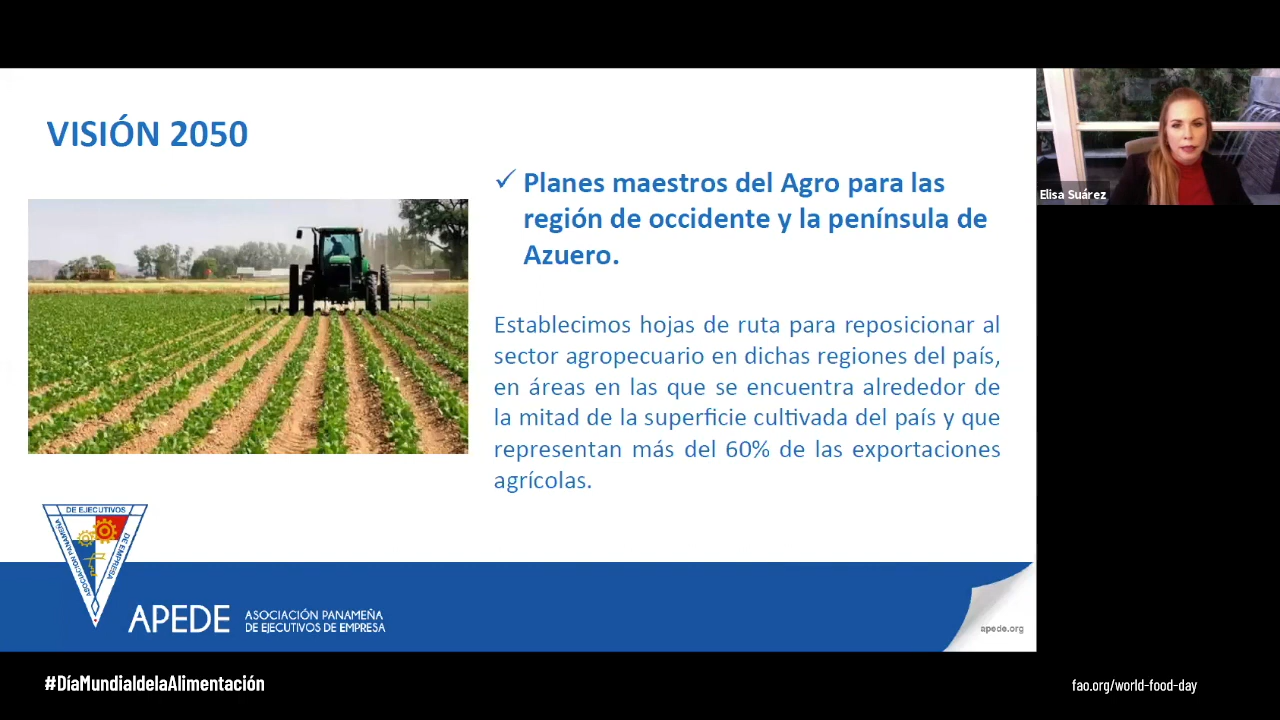 VISIÓN 2050
✓ Planes maestros del Agro para las
región de occidente y la península de
Azuero.
Establecimos hojas de ruta para reposicionar al
sector agropecuario en dichas regiones del país,
en áreas en las que se encuentra alrededor de
la mitad de la superficie cultivada del país y que
representan más del 60% de las exportaciones
agrícolas.
Elisa Suárez
DE EJECUTIVOS
ASOCIACION PANAMEÑA
DE EMPRESA
APEDE
ASOCIACIÓN PANAMEÑA
DE EJECUTIVOS DE EMPRESA
apede.org
#DíaMundialdelaAlimentación
fao.org/world-food-day